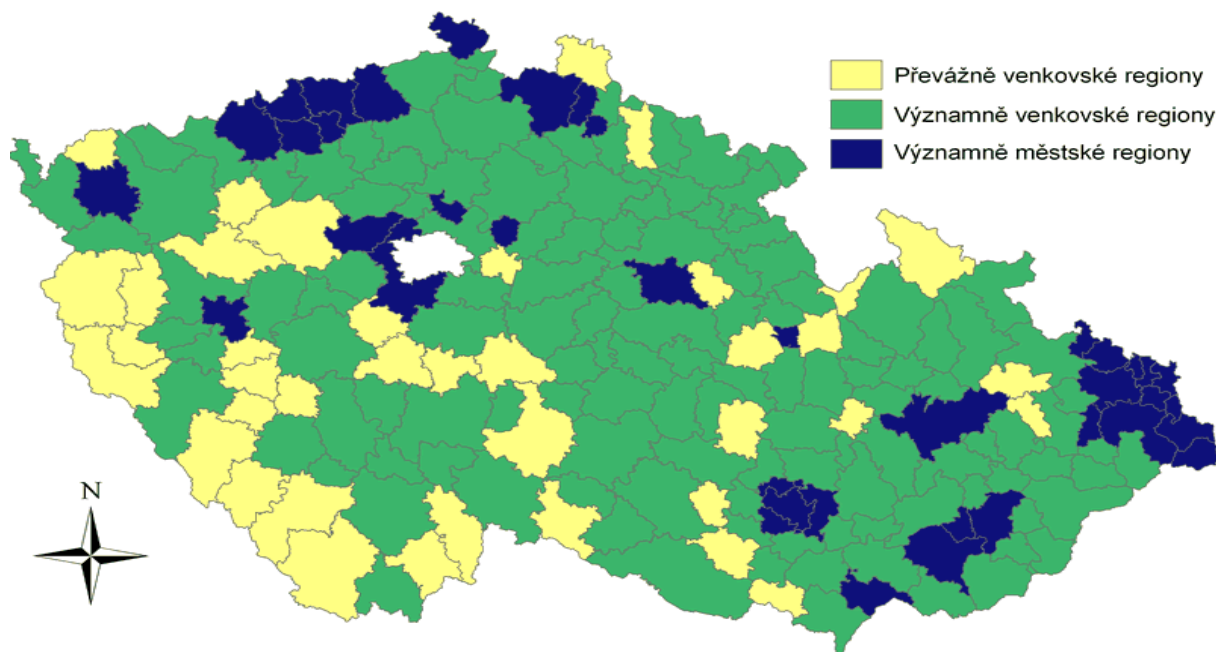 Převážně venkovské regiony
Významně venkovské regiony
Významně městské regiony
N